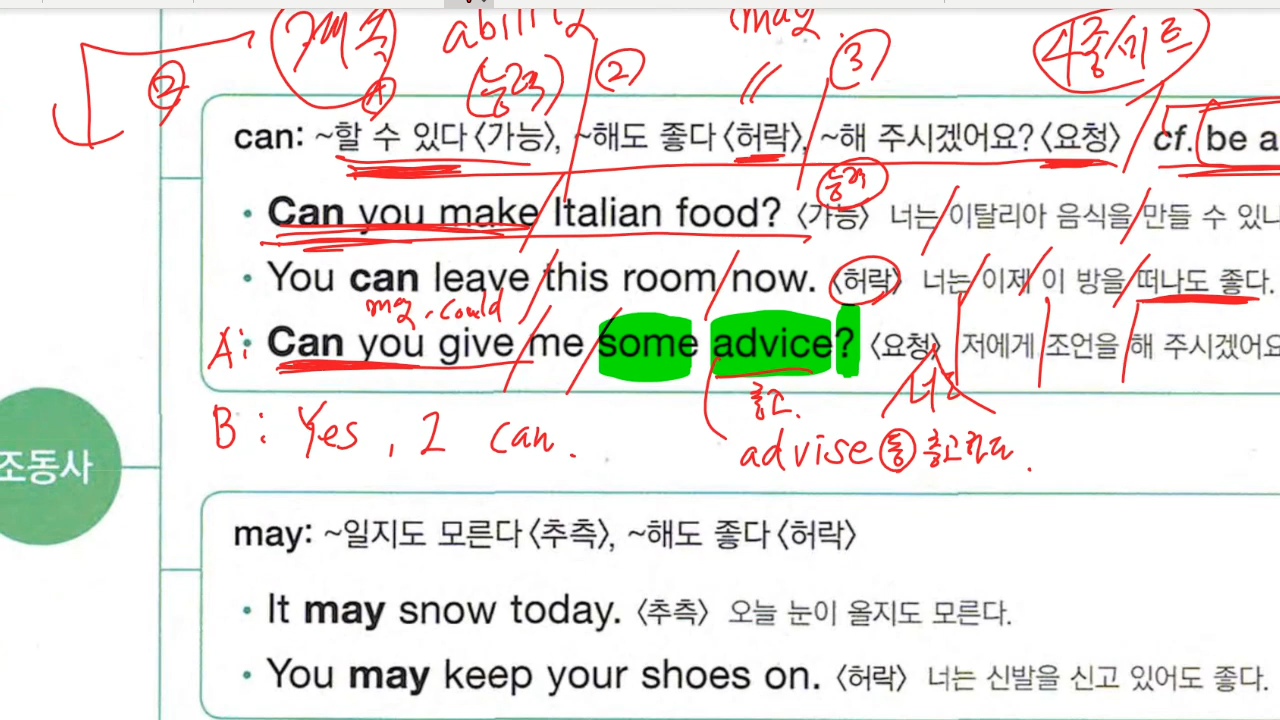 ability may
(능력) ② ③
② ①
can: ~할 수 있다〈가능〉, ~해도 좋다〈허락〉, ~해 주시겠어요?〈요청〉 cf. be a
능력
• Can you make Italian food? 〈가능〉 너는 이탈리아 음식을 만들 수 있니
• You can leave this room now. 〈허락〉 너는 이제 이 방을 떠나도 좋다.
may, could
A: Can you give me some advice? 〈요청〉 저에게 조언을 해 주시겠어요
충고.
B: Yes, I can.
advise 동 충고하다.
조동사
may: ~일지도 모른다〈추측〉, ~해도 좋다〈허락〉
• It may snow today. 〈추측〉 오늘 눈이 올지도 모른다.
• You may keep your shoes on. 〈허락〉 너는 신발을 신고 있어도 좋다.